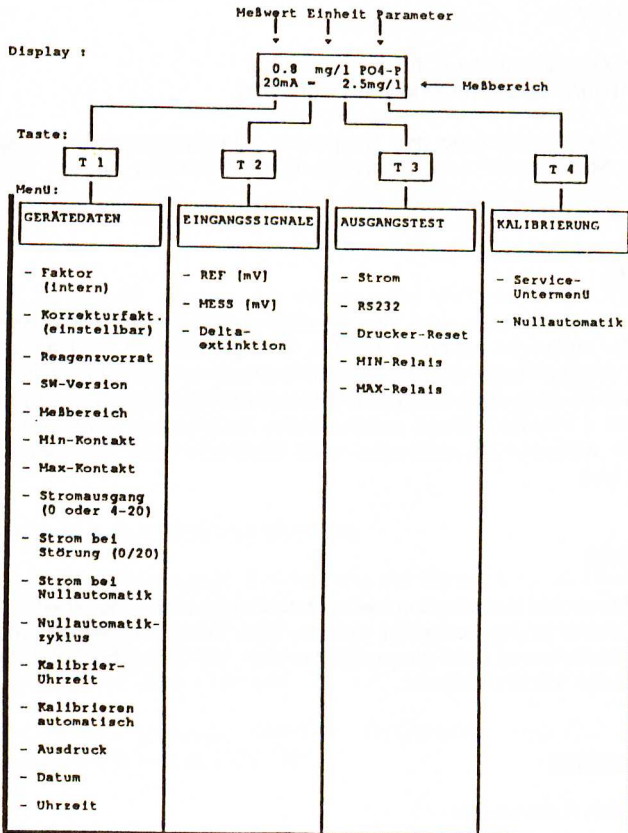 Meßwert Einheit Parameter
Display :
0.8 mg/l PO4-P
20mA = 2.5mg/l
Meßbereich
Taste:
T 1
T 2
T 3
T 4
Menü:
GERÄTEDATEN
- Faktor
(intern)
- Korrekturfakt.
(einstellbar)
- Reagenzvorrat
- SW-Version
- Meßbereich
- Min-Kontakt
- Max-Kontakt
- Stromausgang
(0 oder 4-20)
- Strom bei
Störung (0/20)
- Strom bei
Nullautomatik
- Nullautomatik-
zyklus
- Kalibrier-
Uhrzeit
- Kalibrieren
automatisch
- Ausdruck
- Datum
- Uhrzeit
EINGANGSSIGNALE
- REF [mV]
- MESS [mV]
- Delta-
extinktion
AUSGANGSTEST
- Strom
- RS232
- Drucker-Reset
- MIN-Relais
- MAX-Relais
KALIBRIERUNG
- Service-
Untermenü
- Nullautomatik